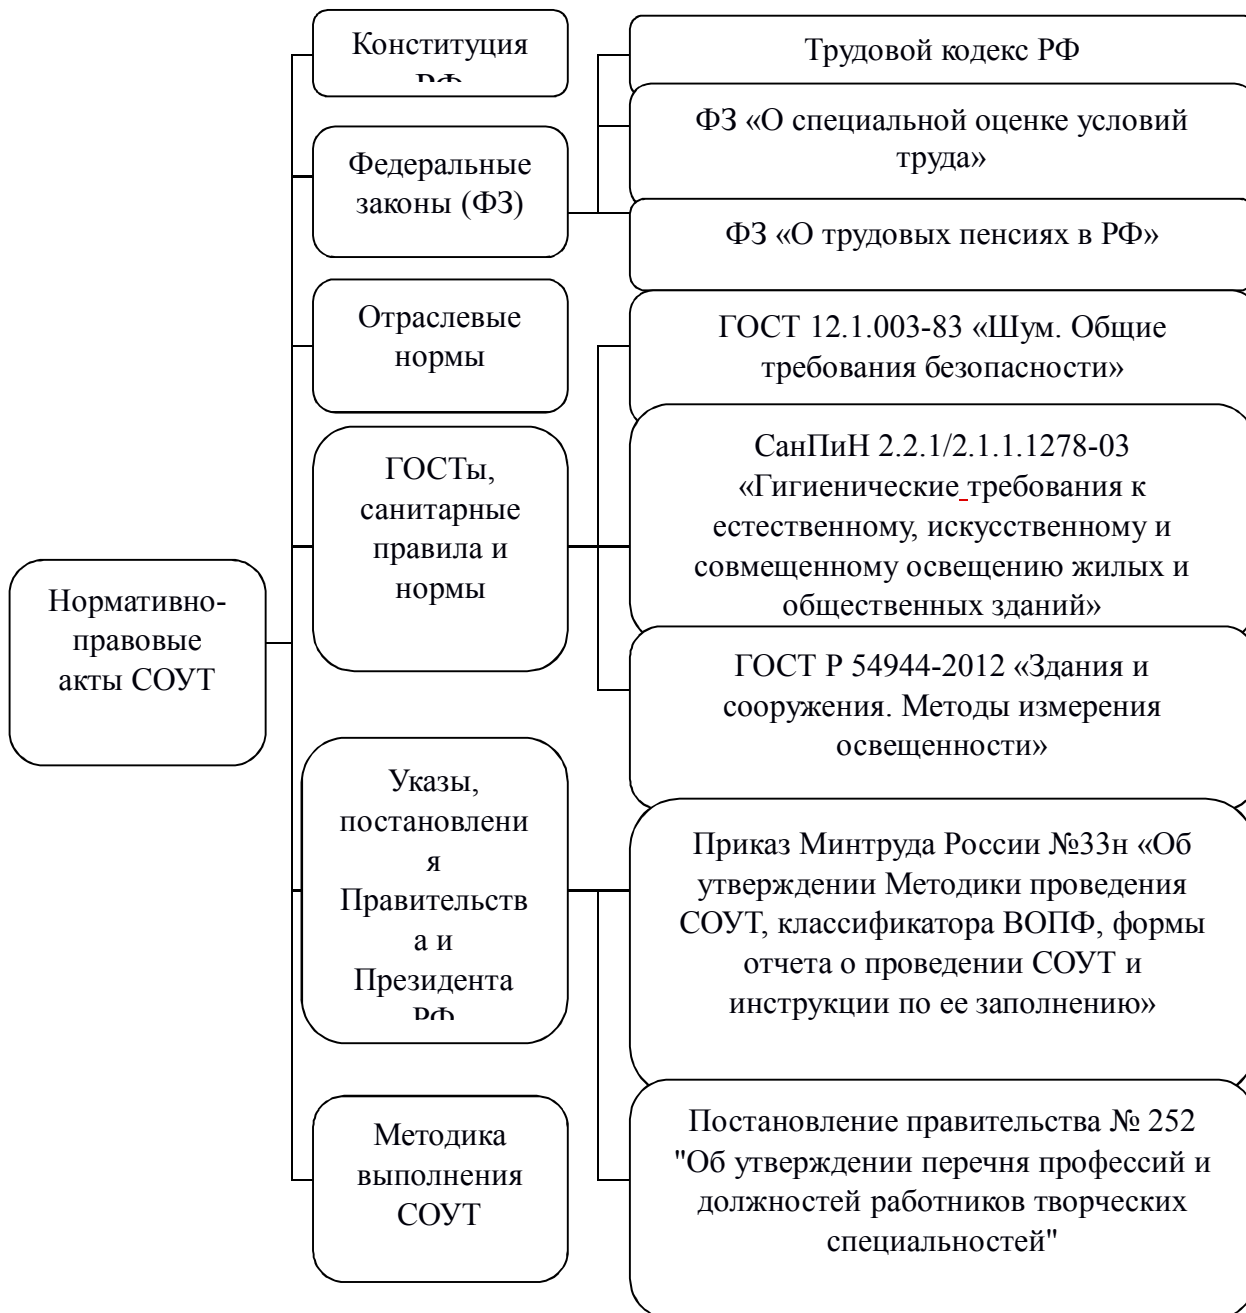 Нормативно-
правовые
акты СОУТ
Конституция
РФ
Федеральные
законы (ФЗ)
Отраслевые
нормы
ГОСТы,
санитарные
правила и
нормы
Указы,
постановлени
я
Правительств
а и
Президента
РФ
Методика
выполнения
СОУТ
Трудовой кодекс РФ
ФЗ «О специальной оценке условий
труда»
ФЗ «О трудовых пенсиях в РФ»
ГОСТ 12.1.003-83 «Шум. Общие
требования безопасности»
СанПиН 2.2.1/2.1.1.1278-03
«Гигиенические требования к
естественному, искусственному и
совмещенному освещению жилых и
общественных зданий»
ГОСТ Р 54944-2012 «Здания и
сооружения. Методы измерения
освещенности»
Приказ Минтруда России №33н «Об
утверждении Методики проведения
СОУТ, классификатора ВОПФ, формы
отчета о проведении СОУТ и
инструкции по ее заполнению»
Постановление правительства № 252
"Об утверждении перечня профессий и
должностей работников творческих
специальностей"